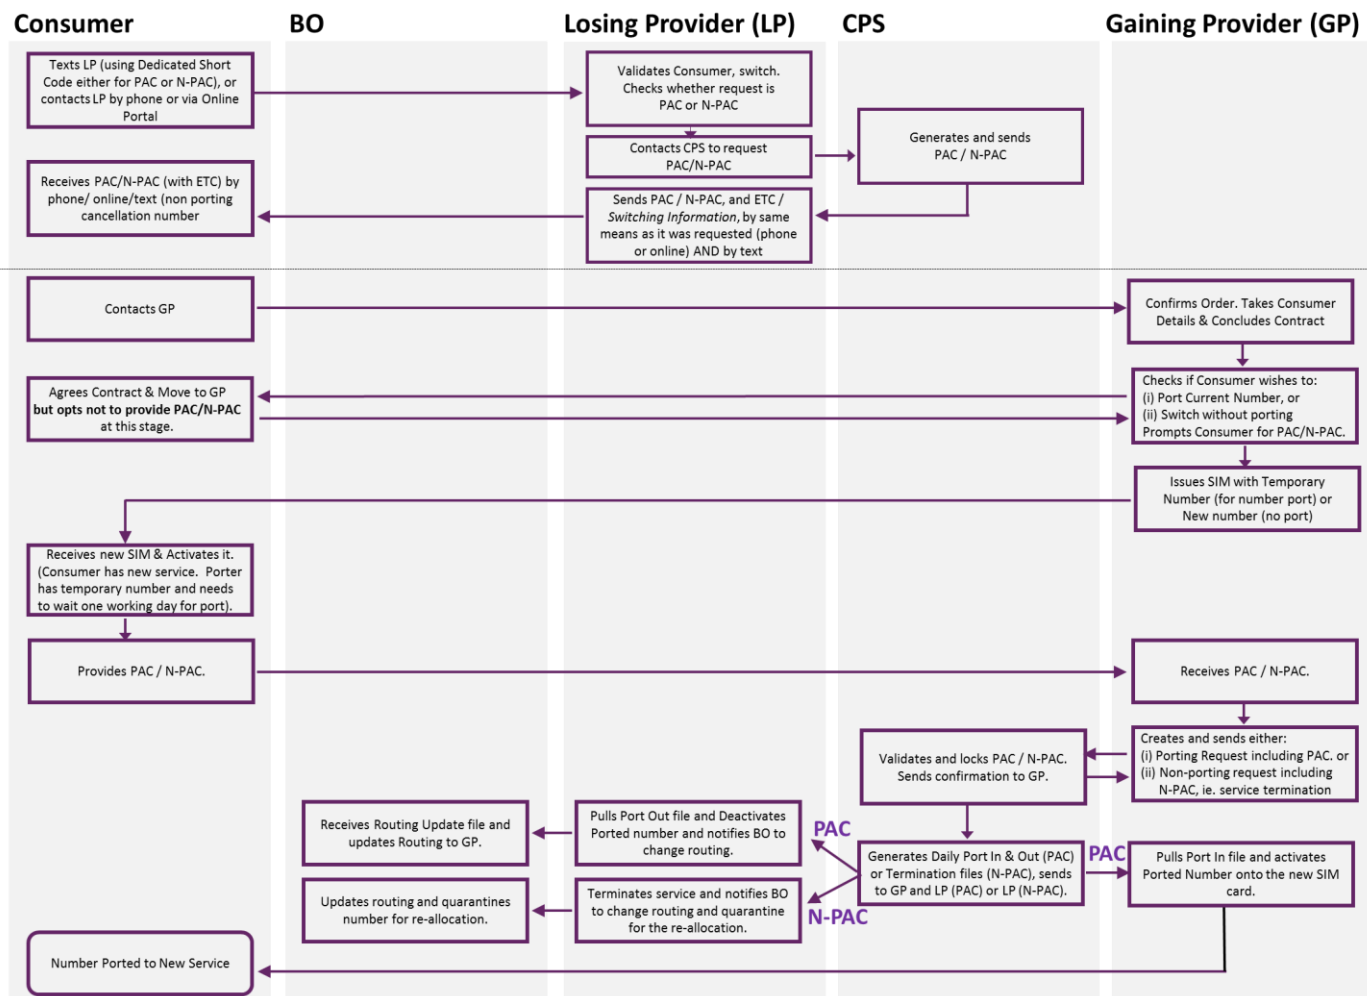 Consumer
BO
Losing Provider (LP)
CPS
Gaining Provider (GP)
Texts LP (using Dedicated Short
Code either for PAC or N-PAC), or
contacts LP by phone or via Online
Portal
Validates Consumer, switch.
Checks whether request is
PAC or N-PAC
Contacts CPS to request
PAC/N-PAC
Generates and sends
PAC / N-PAC
Receives PAC/N-PAC (with ETC) by
phone/ online/text (non porting
cancellation number
Sends PAC / N-PAC, and ETC /
Switching Information, by same
means as it was requested (phone
or online) AND by text
Contacts GP
Confirms Order. Takes Consumer
Details & Concludes Contract
Agrees Contract & Move to GP
but opts not to provide PAC/N-PAC
at this stage.
Checks if Consumer wishes to:
(i) Port Current Number, or
(ii) Switch without porting
Prompts Consumer for PAC/N-PAC.
Issues SIM with Temporary
Number (for number port) or
New number (no port)
Receives new SIM & Activates it.
(Consumer has new service. Porter
has temporary number and needs
to wait one working day for port).
Provides PAC / N-PAC.
Receives PAC / N-PAC.
Creates and sends either:
(i) Porting Request including PAC. or
(ii) Non-porting request including
N-PAC, ie. service termination
Validates and locks PAC / N-PAC.
Sends confirmation to GP.
Receives Routing Update file and
updates Routing to GP.
Pulls Port Out file and Deactivates
Ported number and notifies BO to
change routing.
PAC
Generates Daily Port In & Out (PAC)
or Termination files (N-PAC), sends
to GP and LP (PAC) or LP (N-PAC).
PAC
Pulls Port In file and activates
Ported Number onto the new SIM
card.
Updates routing and quarantines
number for re-allocation.
Terminates service and notifies BO
to change routing and quarantine
for the re-allocation.
N-PAC
Number Ported to New Service